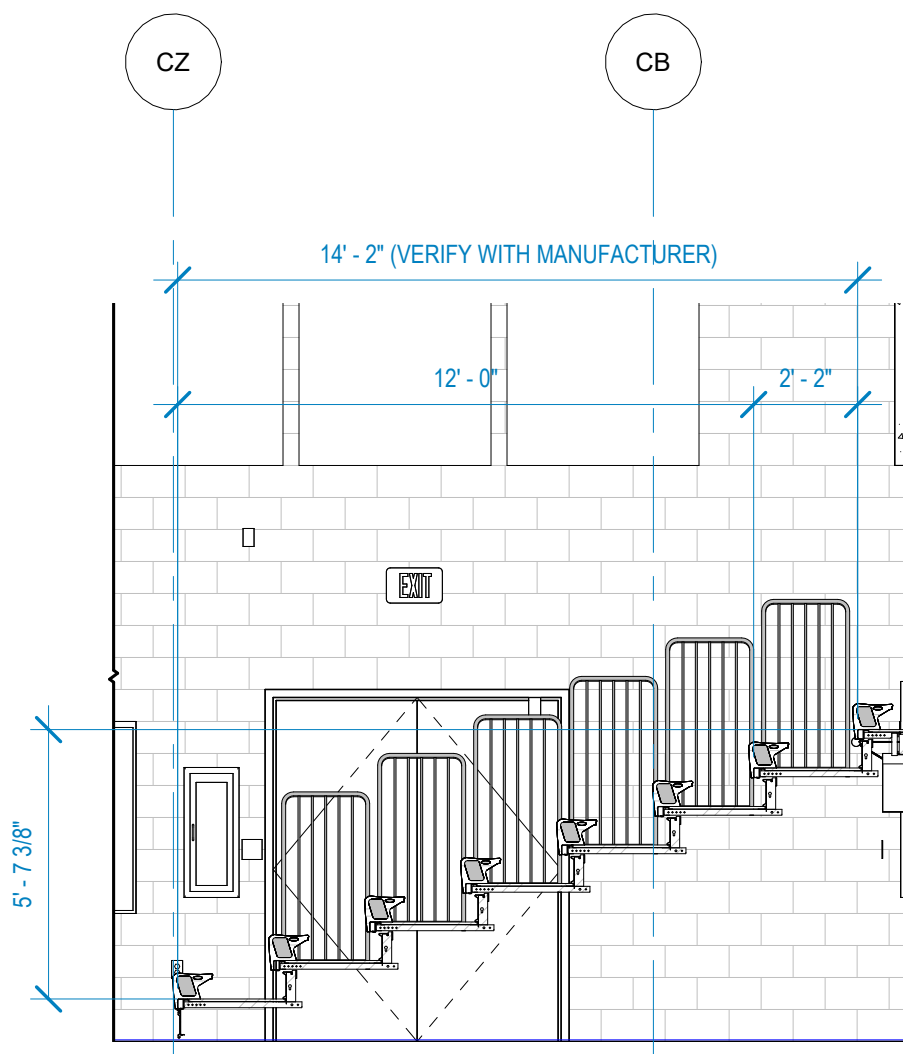 CZ
CB
14' - 2" (VERIFY WITH MANUFACTURER)
12' - 0"
2' - 2"
EXIT
5' - 7 3/8"